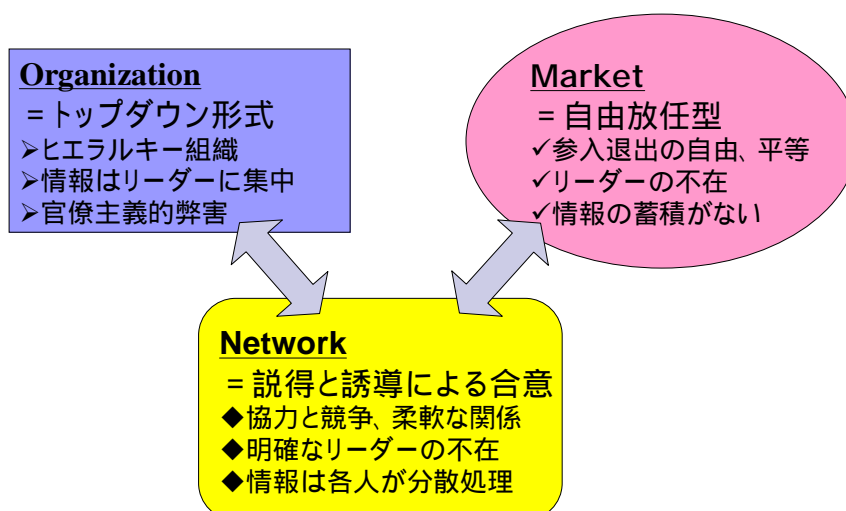 Organization
=トップダウン形式
➢ヒエラルキー組織
➢情報はリーダーに集中
➢官僚主義的弊害
Market
=自由放任型
✓参入退出の自由、平等
✓リーダーの不在
✓情報の蓄積がない
Network
=説得と誘導による合意
◆協力と競争、柔軟な関係
◆明確なリーダーの不在
◆情報は各人が分散処理